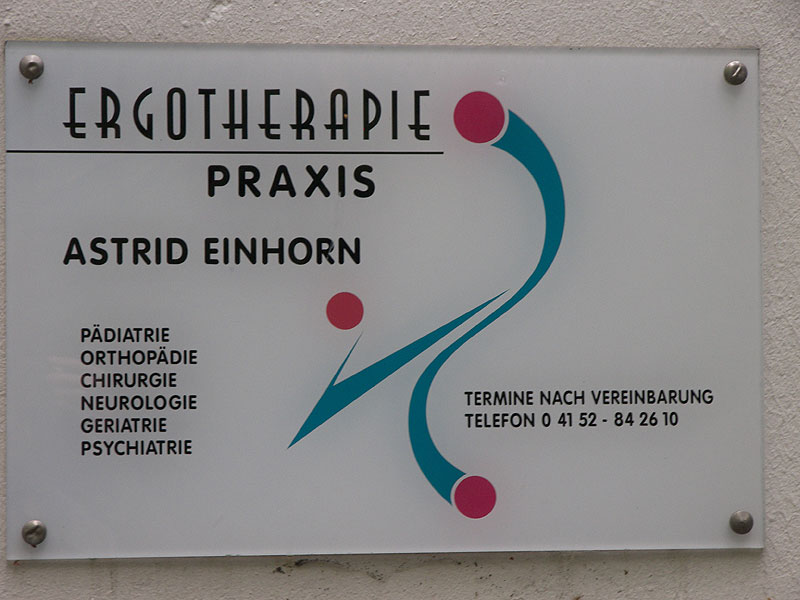 ERGOTHERAPIE
PRAXIS
ASTRID EINHORN
PÄDIATRIE
ORTHOPÄDIE
CHIRURGIE
NEUROLOGIE
GERIATRIE
PSYCHIATRIE
TERMINE NACH VEREINBARUNG
TELEFON 0 41 52 - 84 26 10